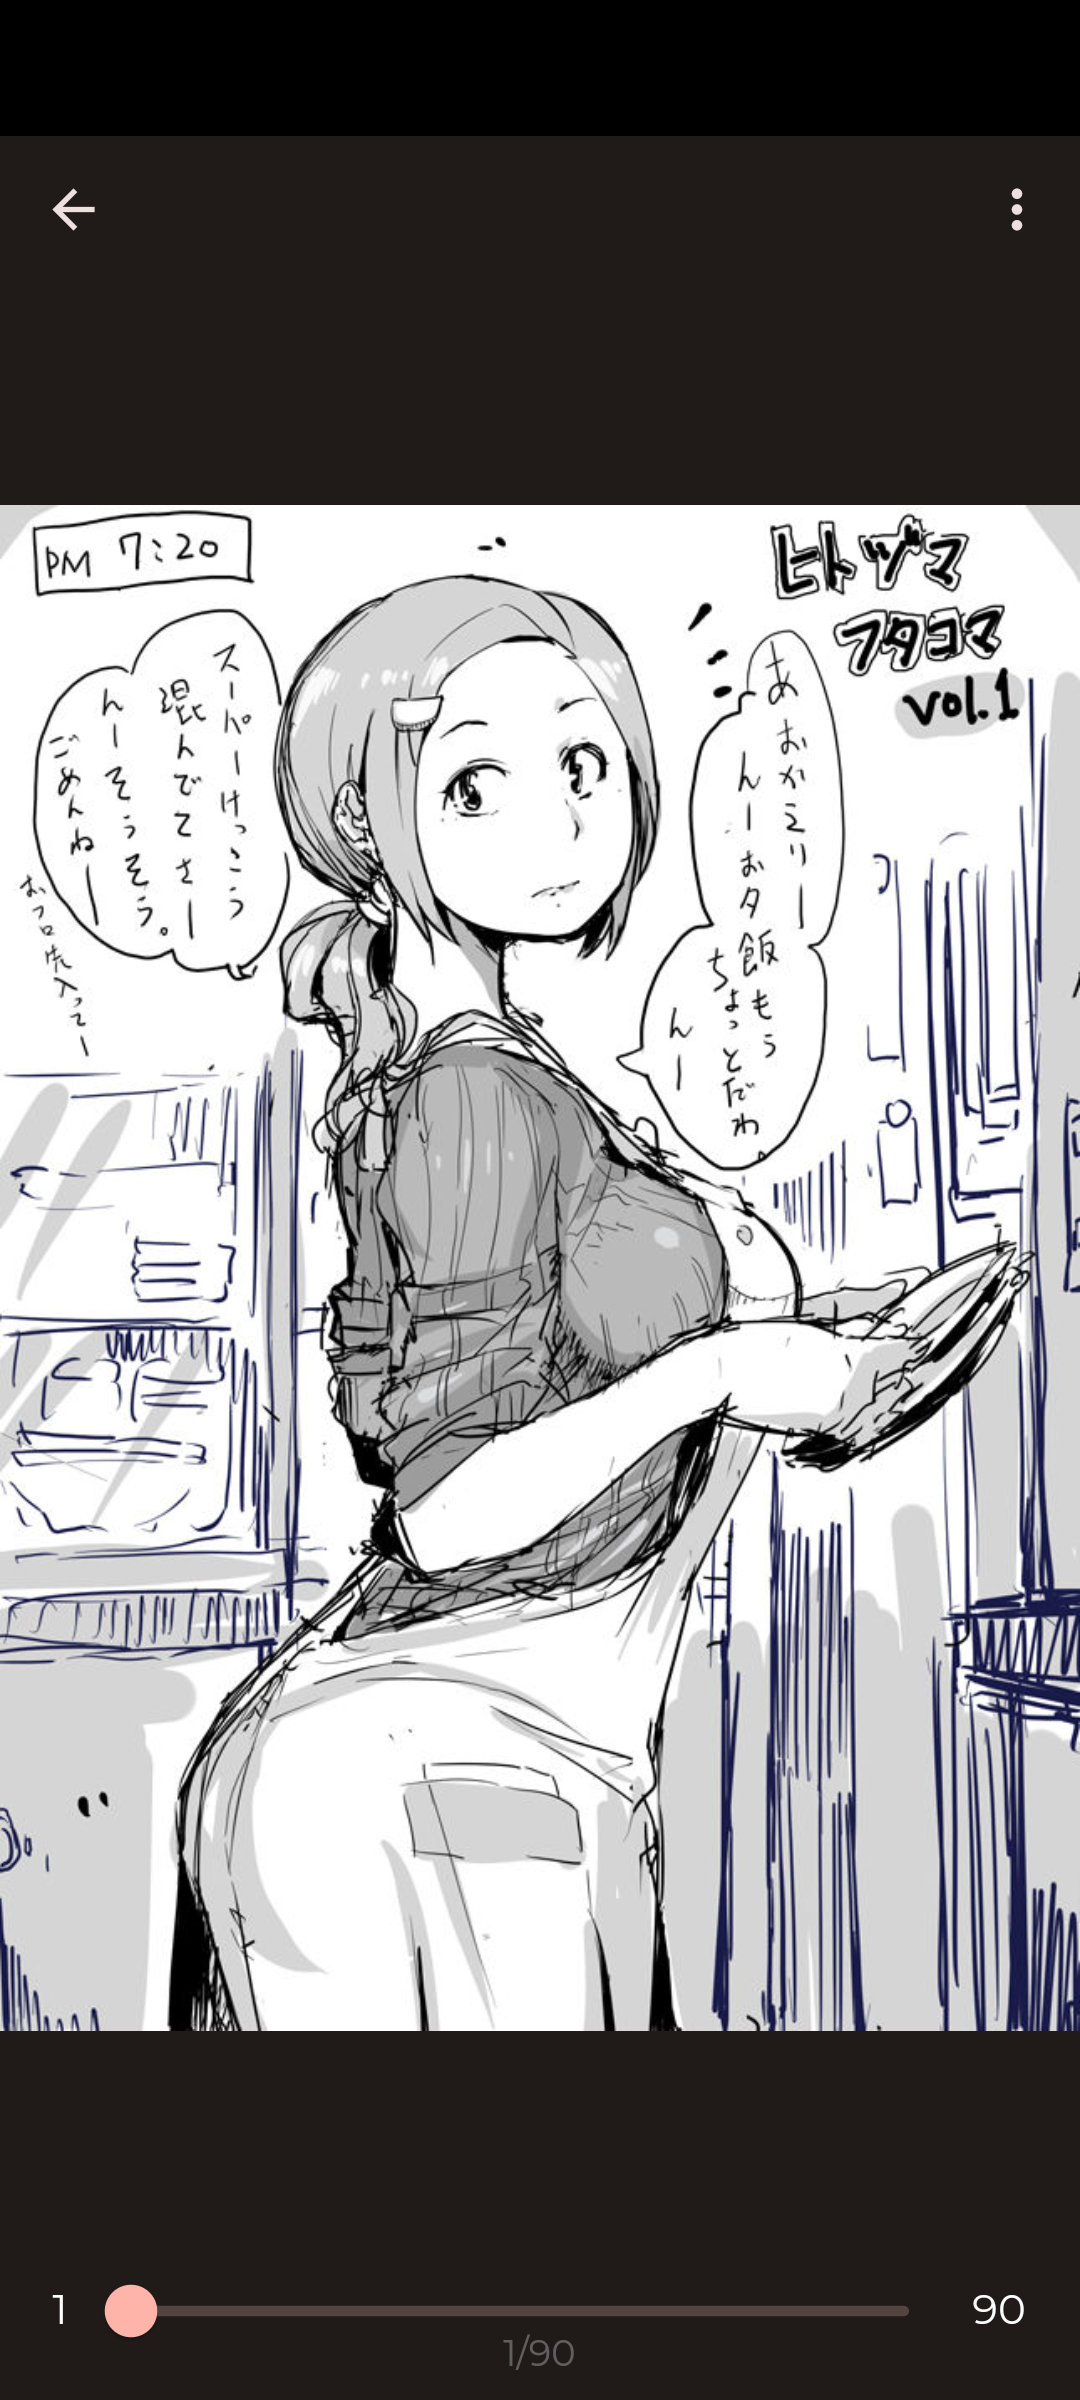 PM 7:20
ヒトヅマ
フタコマ
vol.1
あ
おかえりー
んーお夕飯もう
ちょっとだわ。
んー
スーパーけっこう
混んでてさー
んーそうそう。
ごめんねー
おフロ先入ってー
1
90
1/90